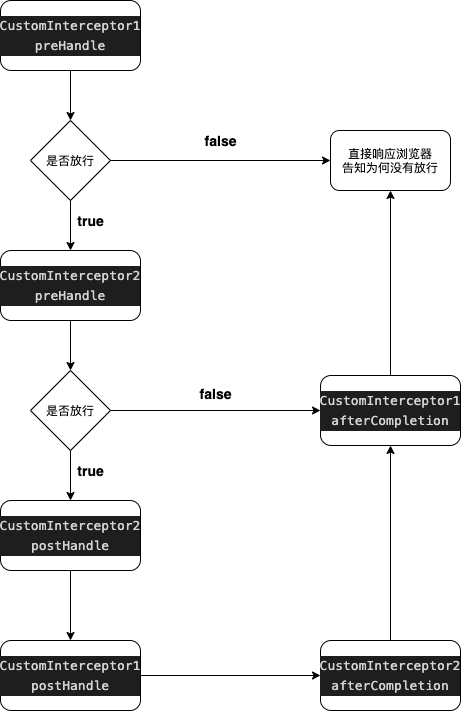 CustomInterceptor1
preHandle
是否放行
false
直接响应浏览器
告知为何没有放行
true
CustomInterceptor2
preHandle
是否放行
false
CustomInterceptor1
afterCompletion
true
CustomInterceptor2
postHandle
CustomInterceptor1
postHandle
CustomInterceptor2
afterCompletion